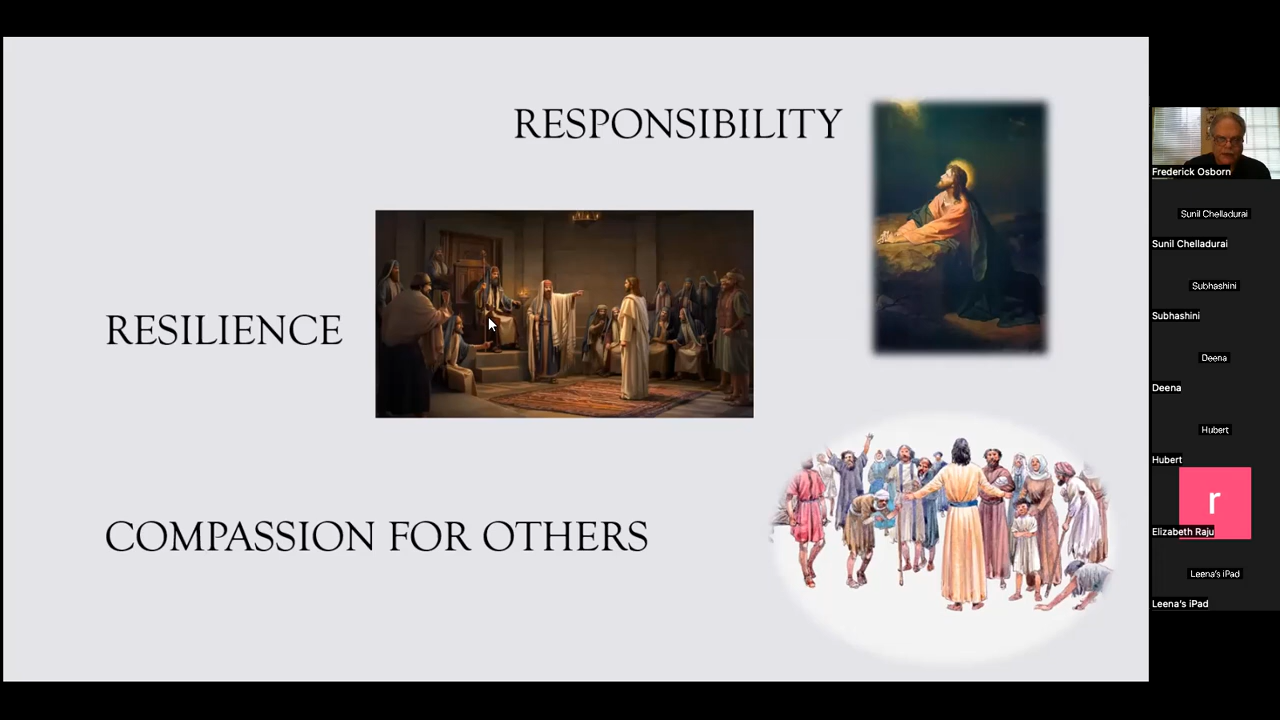 RESPONSIBILITY
RESILIENCE
COMPASSION FOR OTHERS
Frederick Osborn
Sunil Chelladurai
Sunil Chelladurai
Subhashini
Subhashini
Deena
Deena
Hubert
Hubert
r
Elizabeth Raju
Leena's iPad
Leena's iPad